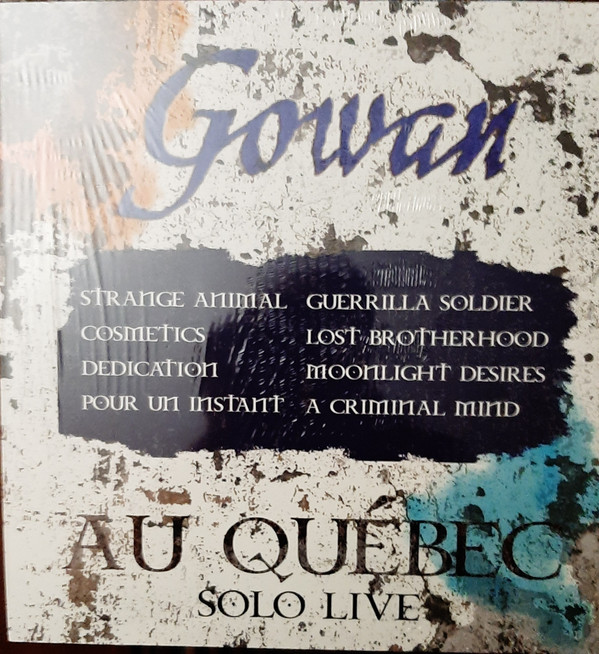 Gowan
STRANGE ANIMAL
COSMETICS
DEDICATION
POUR UN INSTANT
GUERRILLA SOLDIER
LOST BROTHERHOOD
MOONLIGHT DESIRES
A CRIMINAL MIND
AU QUÉBEC
SOLO LIVE